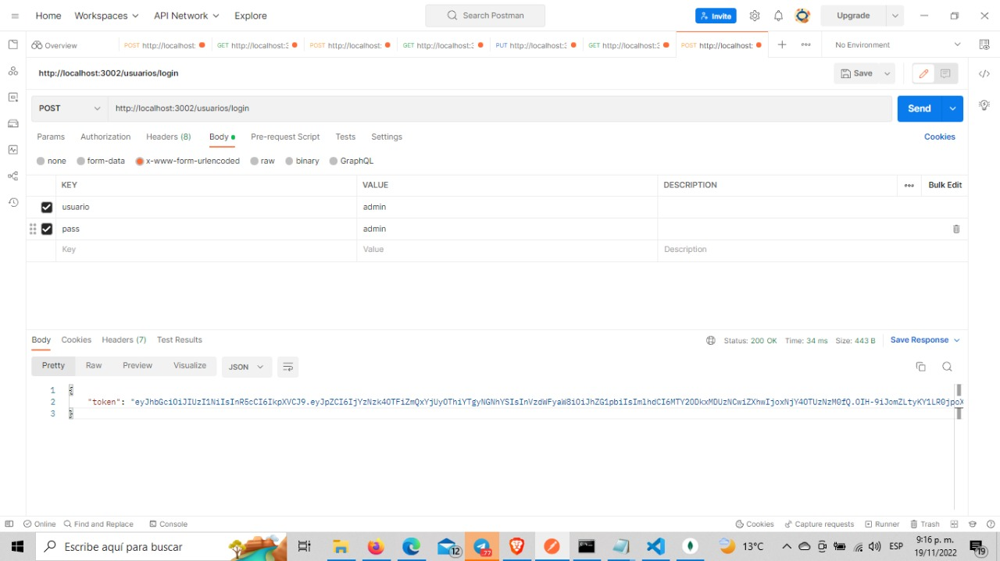 Home Workspaces API Network Explore Search Postman Invite Upgrade
Overview POST http://localhost: GET http://localhost:3 POST http://localhost: GET http://localhost:3 PUT http://localhost:3 GET http://localhost:3 POST http://localhost: No Environment
http://localhost:3002/usuarios/login Save
POST http://localhost:3002/usuarios/login Send
Params Authorization Headers (8) Body Pre-request Script Tests Settings Cookies
none form-data x-www-form-urlencoded raw binary GraphQL
KEY VALUE DESCRIPTION Bulk Edit
usuario admin
pass admin
Key Value Description
Body Cookies Headers (7) Test Results Status: 200 OK Time: 34 ms Size: 443 B Save Response
Pretty Raw Preview Visualize JSON
1 {
2 "token": "eyJhbGciOiJIUzI1NiIsInR5cCI6IkpXVCJ9.eyJpZCI6IjYzNzk4OTFiZmQxYjUyOThiYTgyNGNhYSIsInVzdWFyaW8iOiJhZG1pbiIsImlhdCI6MTY2ODkxMDUzNCwiZXhwIjoxNjY4OTUzNzM0fQ.OIH-9iJomZLtyKY1LR0jpoX
3 }
Online Find and Replace Console Cookies Capture requests Runner Trash
Escribe aquí para buscar 12 77 13°C ESP 9:16 p. m.
19/11/2022 19